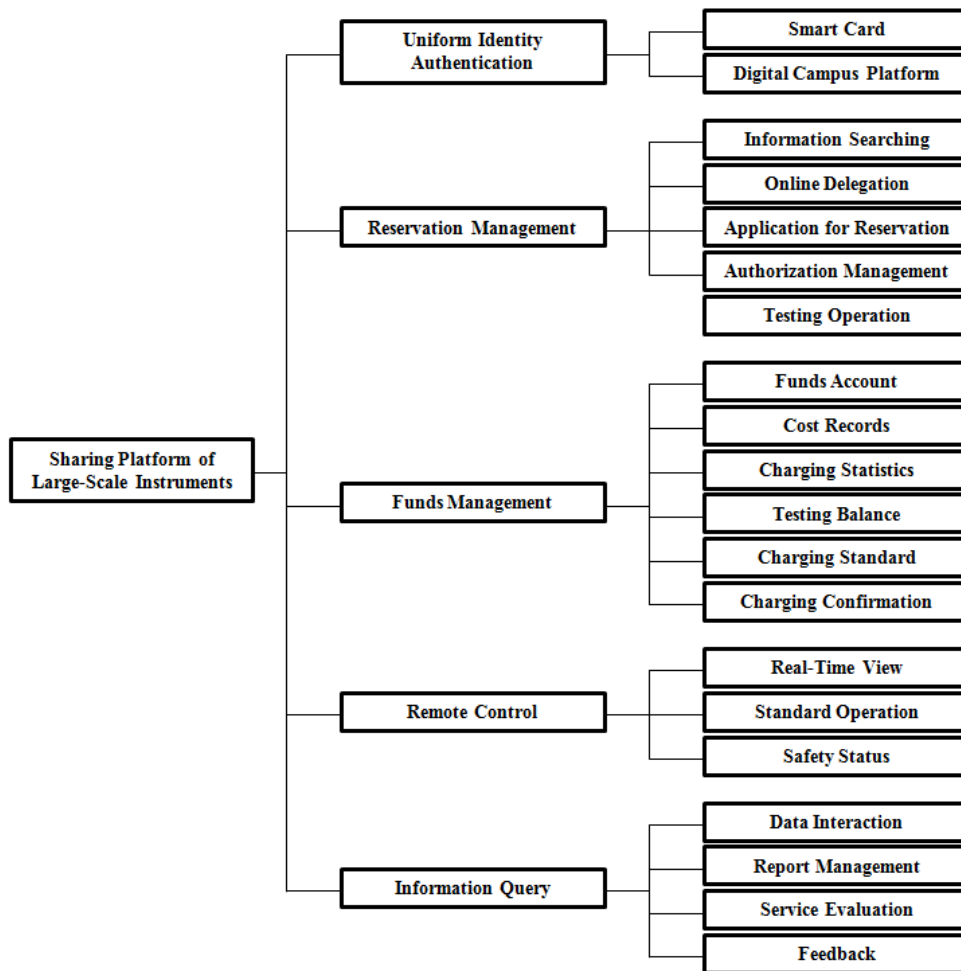 Uniform Identity
Authentication
Smart Card
Digital Campus Platform
Information Searching
Online Delegation
Reservation Management
Application for Reservation
Authorization Management
Testing Operation
Funds Account
Cost Records
Sharing Platform of
Large-Scale Instruments
Charging Statistics
Funds Management
Testing Balance
Charging Standard
Charging Confirmation
Real-Time View
Remote Control
Standard Operation
Safety Status
Data Interaction
Report Management
Information Query
Service Evaluation
Feedback